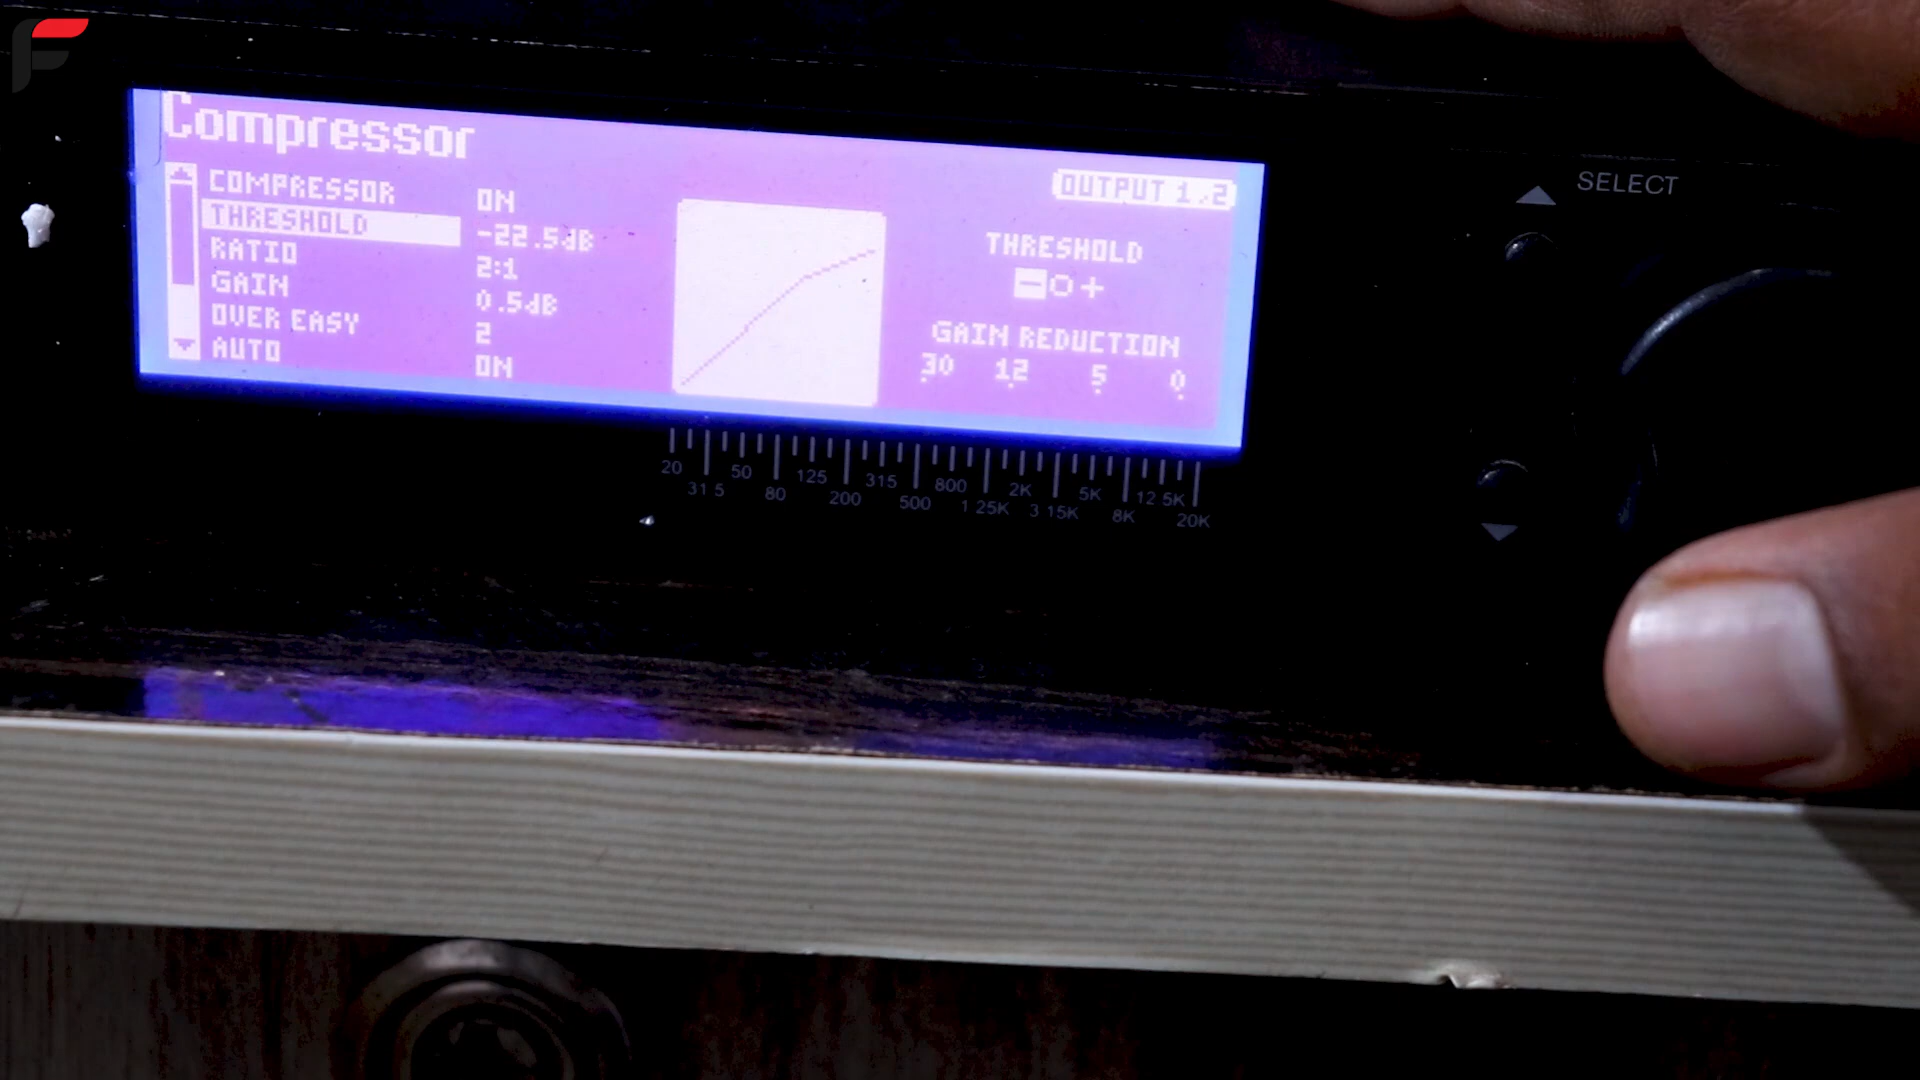 Compressor
OUTPUT 1,2
COMPRESSOR ON
THRESHOLD -22.5dB
RATIO 2:1
GAIN 0.5dB
OVER EASY 2
AUTO ON
THRESHOLD
- O +
GAIN REDUCTION
30 12 5 0
SELECT
20 50 125 315 800 2K 5K 12 5K
31 5 80 200 500 1 25K 3 15K 8K 20K